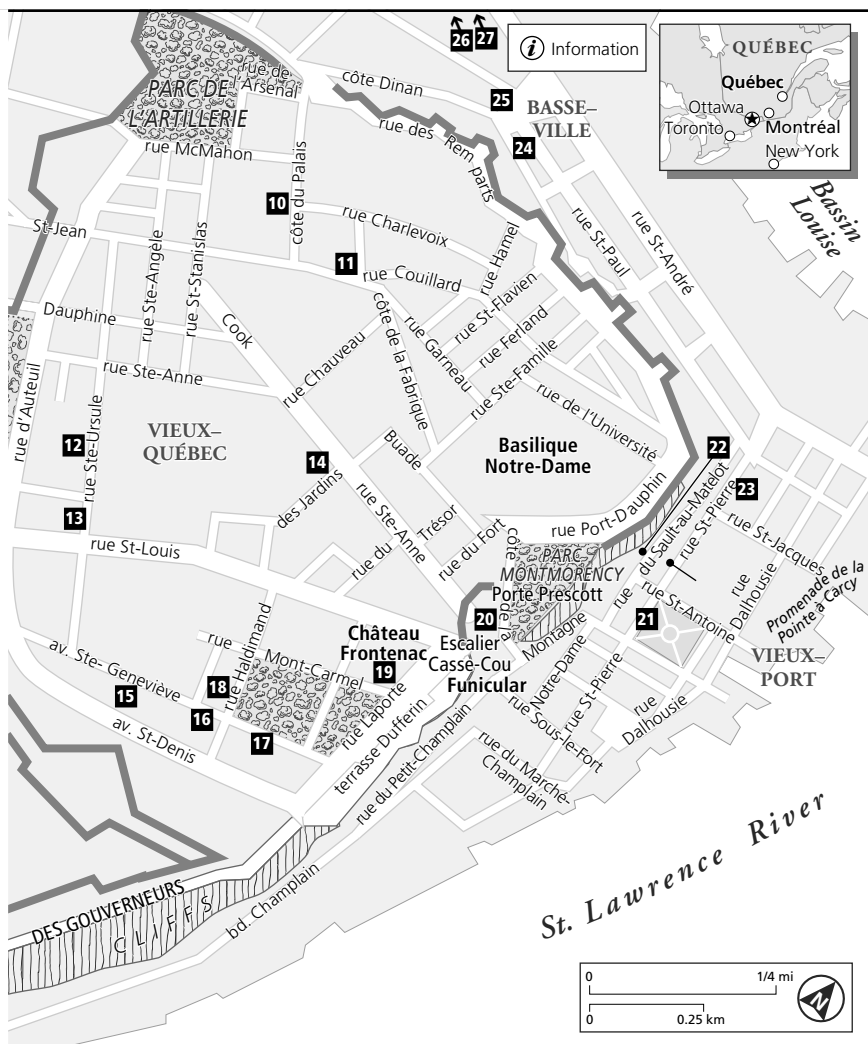 26
27
Information
QUÉBEC
Québec
Ottawa
Toronto
Montréal
New York
rue de
l'Arsenal
PARC DE
L'ARTILLERIE
côte Dinan
25
BASSE–
VILLE
24
rue des Remparts
rue McMahon
côte du Palais
10
rue Charlevoix
rue Hamel
rue St-Paul
rue St-André
Bassin
Louise
St-Jean
rue Ste-Angèle
rue St-Stanislas
11
rue Couillard
rue St-Flavien
rue Ferland
rue Garneau
rue Ste-Famille
côte de la Fabrique
Dauphine
Cook
rue Chauveau
rue Ste-Anne
rue d'Auteuil
rue de l'Université
12
rue Ste-Ursule
VIEUX–
QUÉBEC
14
Buade
Basilique
Notre-Dame
22
13
des Jardins
rue Ste-Anne
rue du Trésor
rue du Fort
rue Port-Dauphin
rue du Sault-au-Matelot
rue St-Pierre
23
rue St-Jacques
rue St-Louis
côte de la Montagne
PARC
MONTMORENCY
Porte Prescott
rue St-Antoine
rue Dalhousie
Promenade de la
Pointe à Carcy
21
VIEUX–
PORT
20
Château
Frontenac
Escalier
Casse-Cou
Funicular
rue Haldimand
rue Mont-Carmel
19
Notre-Dame
rue St-Pierre
rue Dalhousie
av. Ste- Geneviève
15
18
16
17
rue Laporte
terrasse Dufferin
rue du Petit-Champlain
rue Sous-le-Fort
rue du Marché-
Champlain
av. St-Denis
DES GOUVERNEURS
CLIFFS
bd. Champlain
St. Lawrence River
0
1/4 mi
0
0.25 km
N